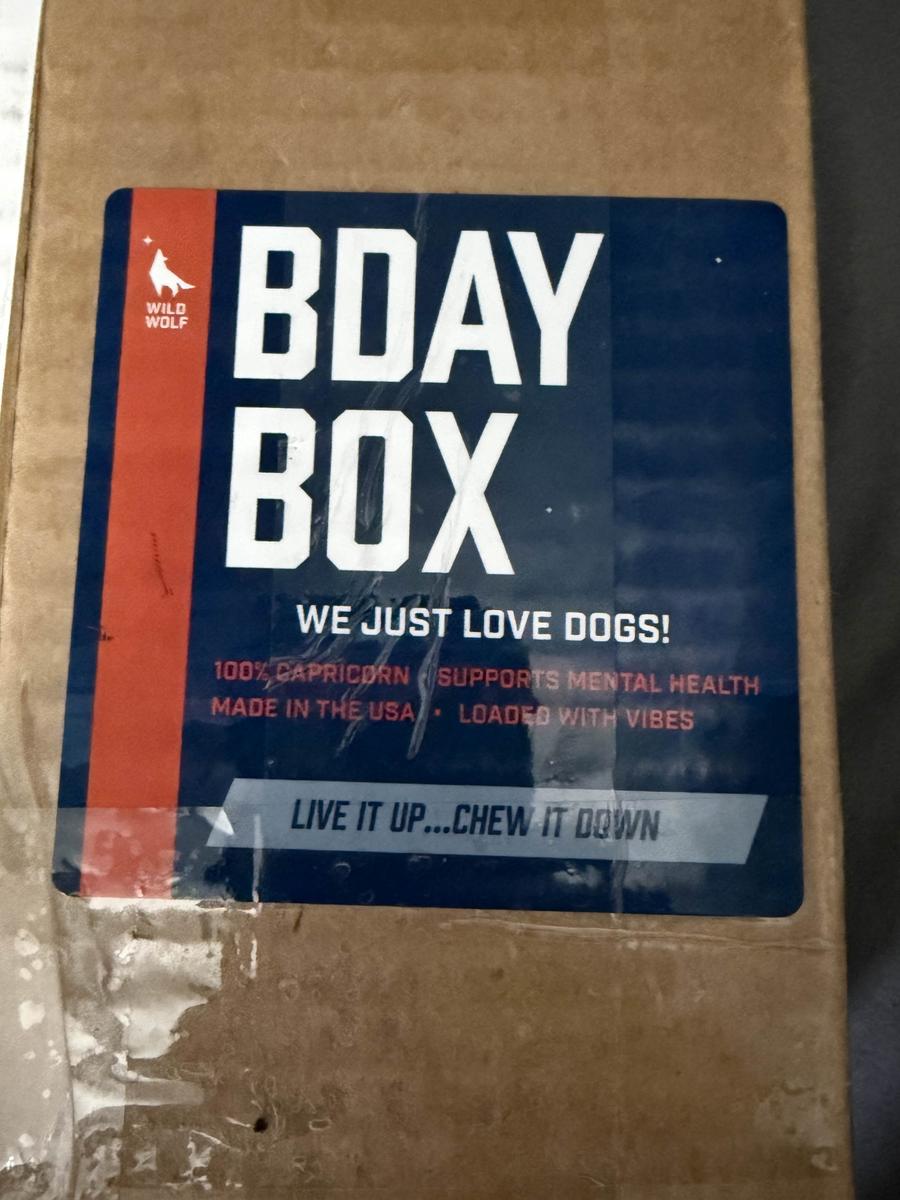 WILD
WOLF
BDAY
BOX
WE JUST LOVE DOGS!
100% CAPRICORN • SUPPORTS MENTAL HEALTH
MADE IN THE USA • LOADED WITH VIBES
LIVE IT UP...CHEW IT DOWN